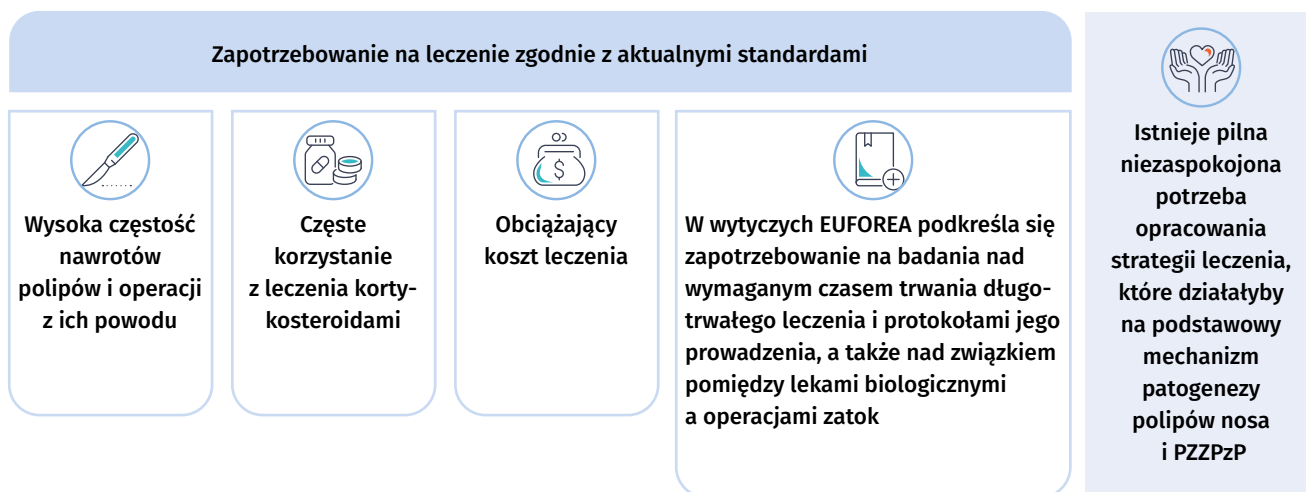 Zapotrzebowanie na leczenie zgodnie z aktualnymi standardami
Wysoka częstość
nawrotów
polipów i operacji
z ich powodu
Częste
korzystanie
z leczenia korty-
kosteroidami
$
Obciążający
koszt leczenia
W wytycznych EUFOREA podkreśla się
zapotrzebowanie na badania nad
wymaganym czasem trwania długo-
trwałego leczenia i protokołami jego
prowadzenia, a także nad związkiem
pomiędzy lekami biologicznymi
a operacjami zatok
Istnieje pilna
niezaspokojona
potrzeba
opracowania
strategii leczenia,
które działałyby
na podstawowy
mechanizm
patogenezy
polipów nosa
i PZZPzP